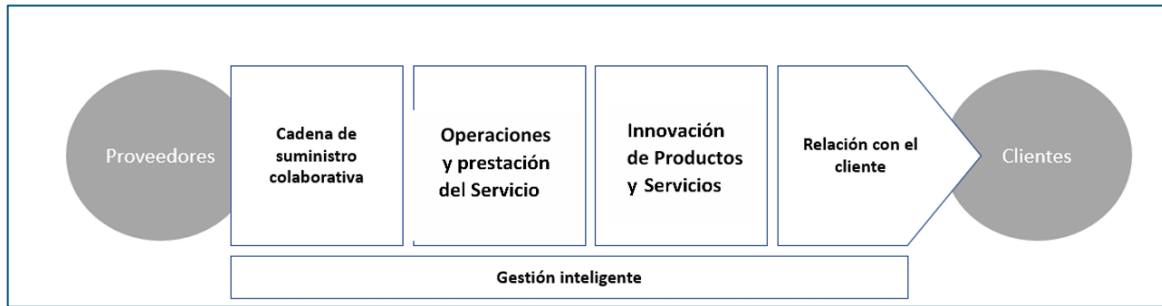 Proveedores
Cadena de
suministro
colaborativa
Operaciones
y prestación
del Servicio
Innovación
de Productos
y Servicios
Relación con el
cliente
Clientes
Gestión inteligente